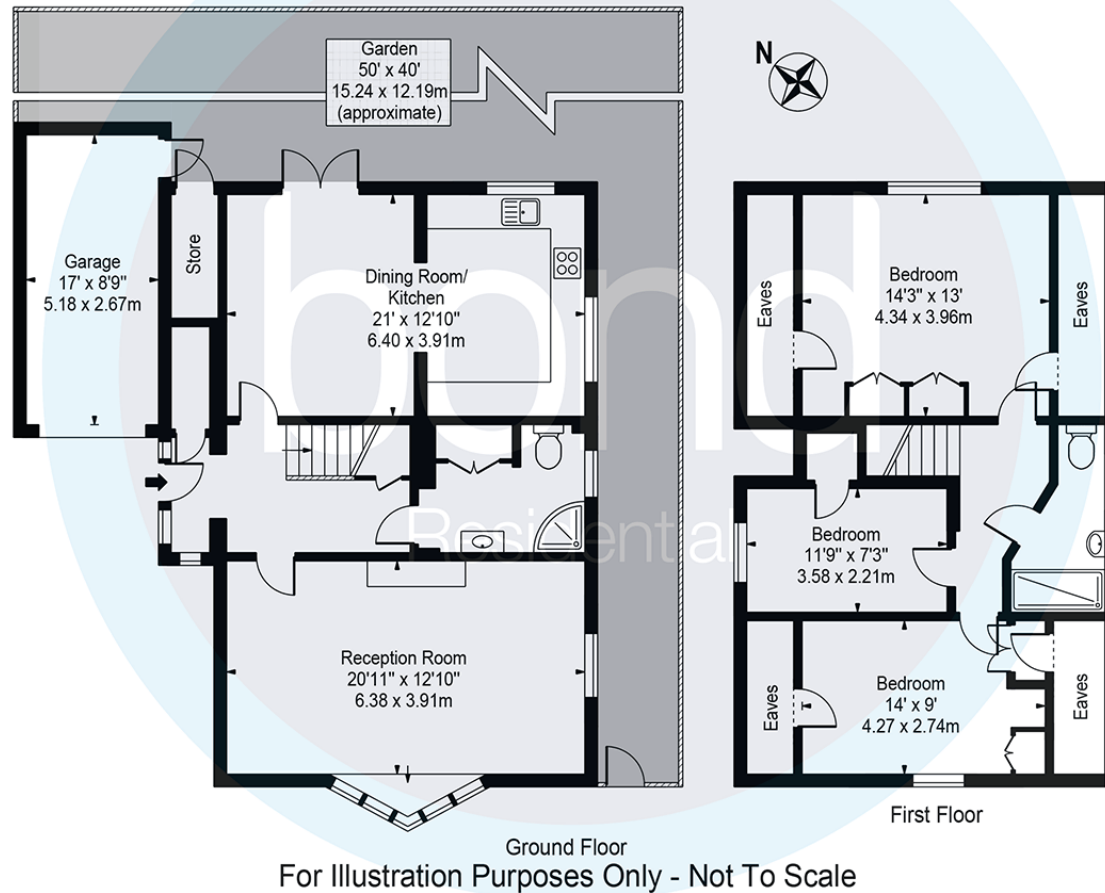 Garden
50' x 40'
15.24 x 12.19m
(approximate)
N
Garage
17' x 8'9"
5.18 x 2.67m
Store
Dining Room/
Kitchen
21' x 12'10"
6.40 x 3.91m
Reception Room
20'11" x 12'10"
6.38 x 3.91m
Ground Floor
Eaves
Bedroom
14'3" x 13'
4.34 x 3.96m
Eaves
Bedroom
11'9" x 7'3"
3.58 x 2.21m
Eaves
Bedroom
14' x 9'
4.27 x 2.74m
Eaves
First Floor
bond
Residential
For Illustration Purposes Only - Not To Scale